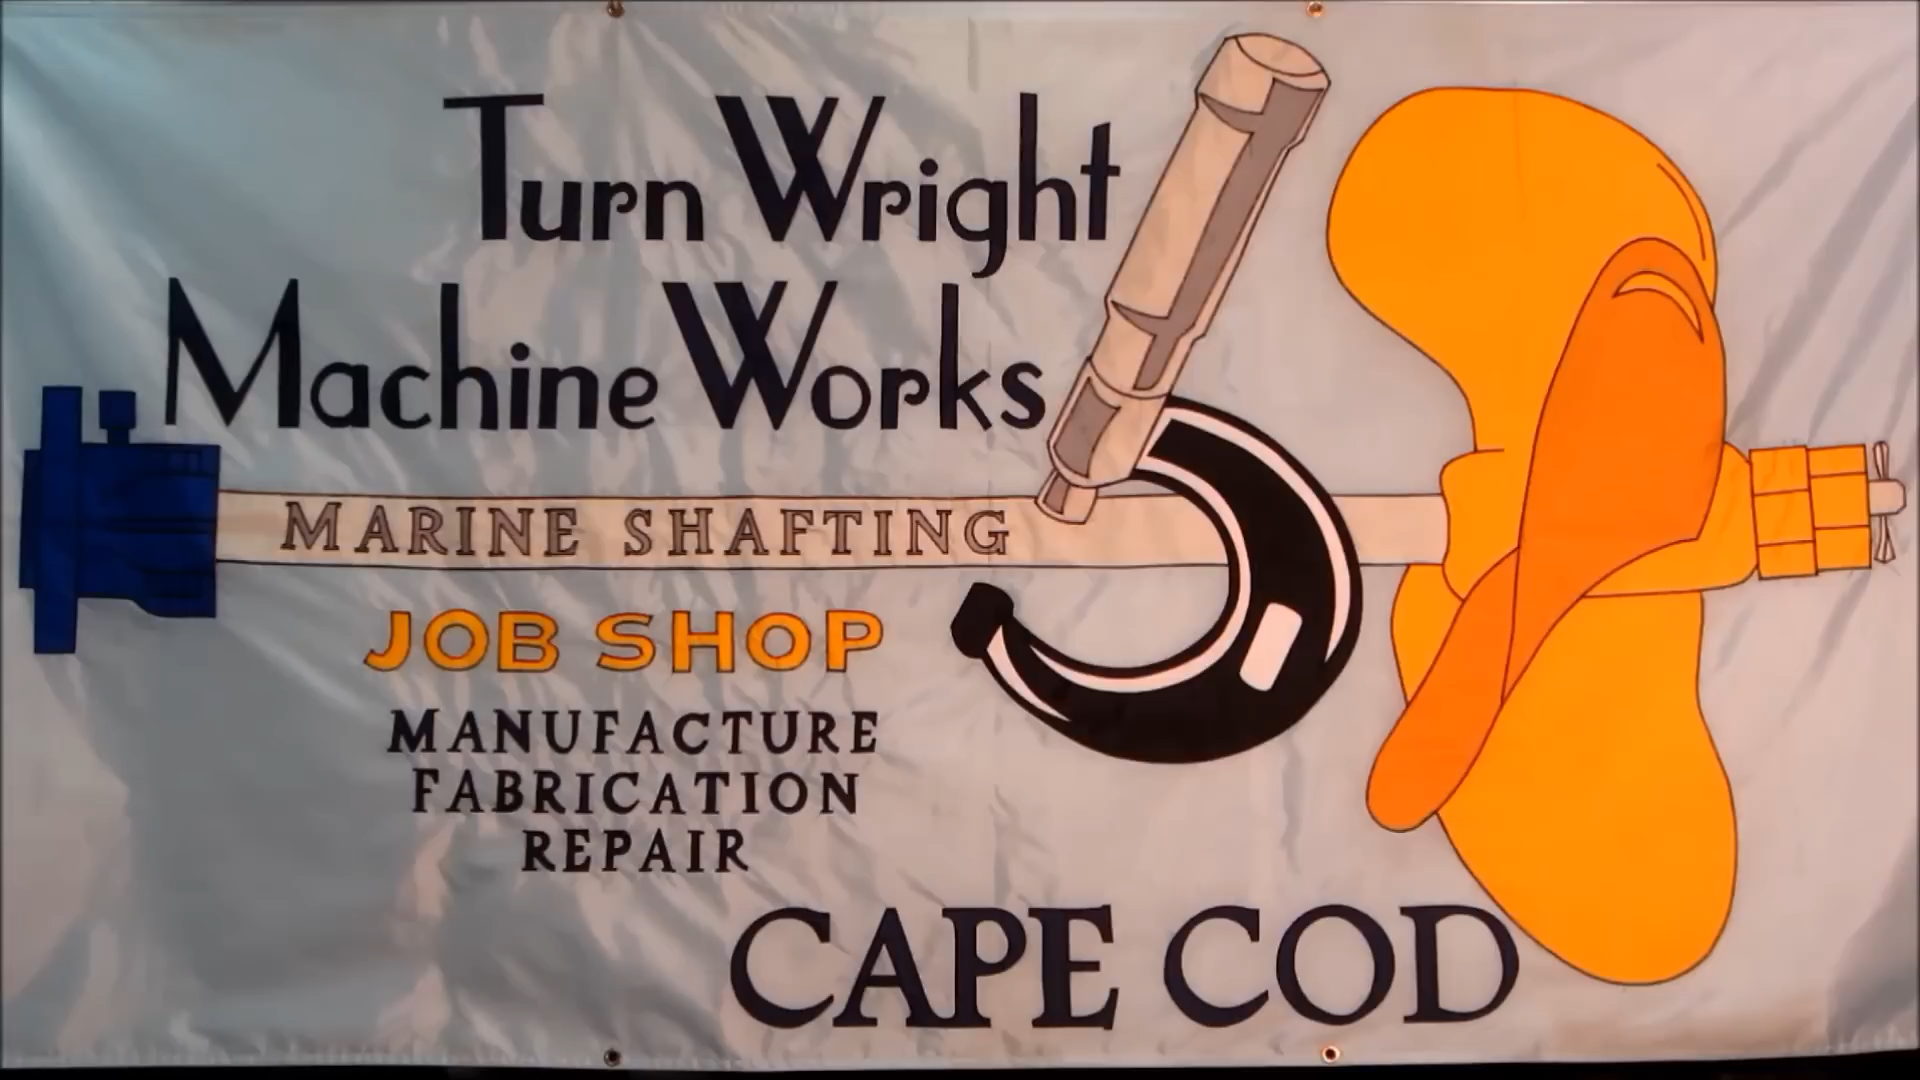 Turn Wright
Machine Works
MARINE SHAFTING
JOB SHOP
MANUFACTURE
FABRICATION
REPAIR
CAPE COD